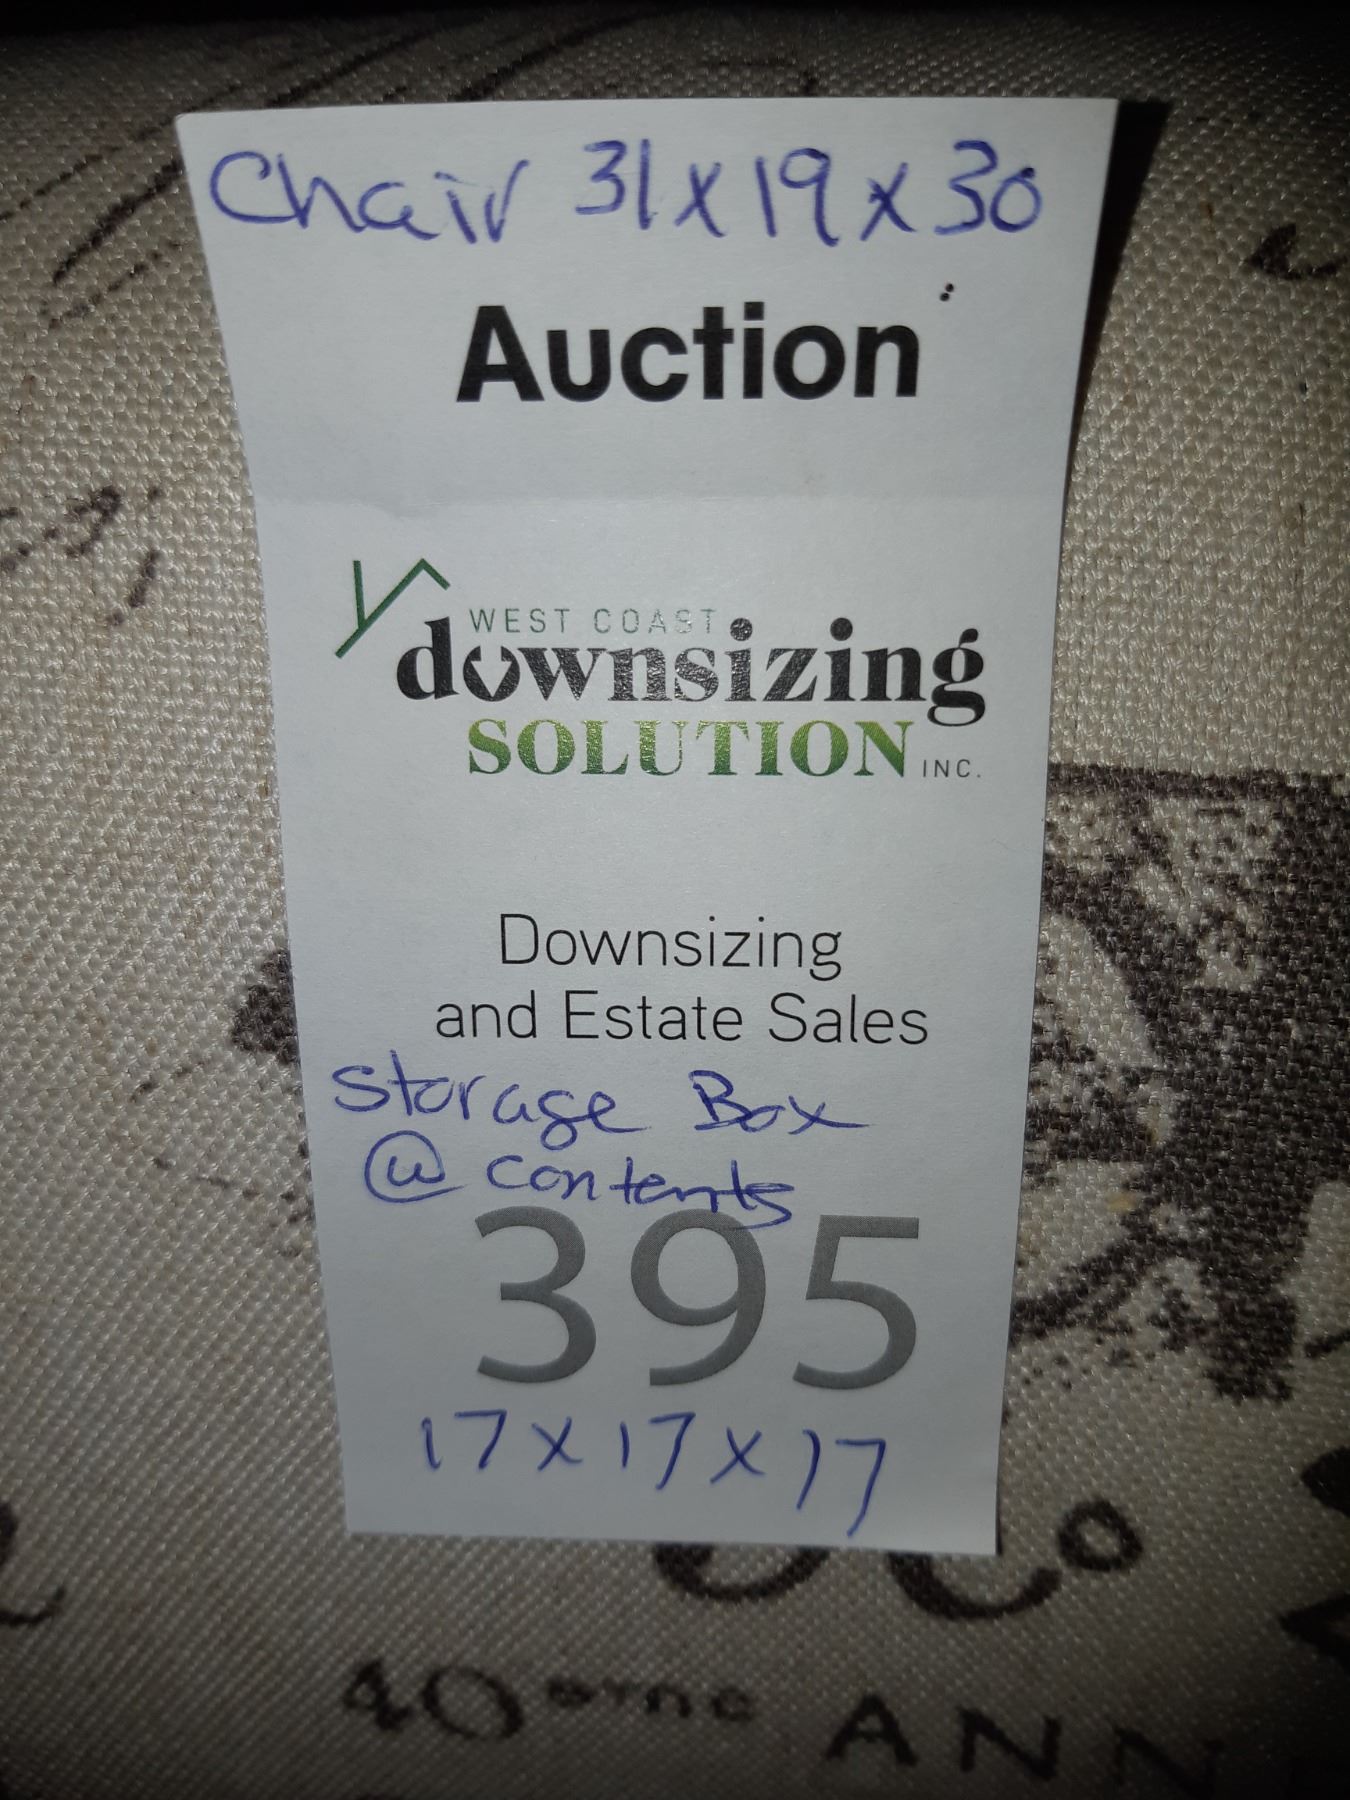 Chair 31x19x30
Auction
WEST COAST
downsizing
SOLUTION INC.
Downsizing
and Estate Sales
Storage Box
@ contents
395
17x17x17
40eme ANN